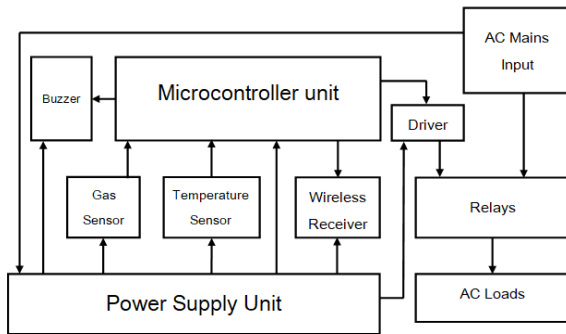 AC Mains
Input
Buzzer
Microcontroller unit
Driver
Gas
Sensor
Temperature
Sensor
Wireless
Receiver
Relays
Power Supply Unit
AC Loads